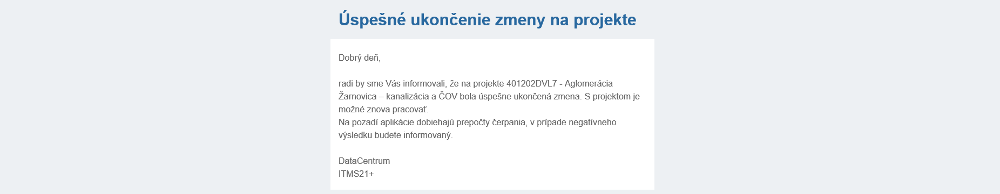 Úspešné ukončenie zmeny na projekte
Dobrý deň,
radi by sme Vás informovali, že na projekte 401202DVL7 - Aglomerácia
Žarnovica – kanalizácia a ČOV bola úspešne ukončená zmena. S projektom je
možné znova pracovať.
Na pozadí aplikácie dobiehajú prepočty čerpania, v prípade negatívneho
výsledku budete informovaný.
DataCentrum
ITMS21+